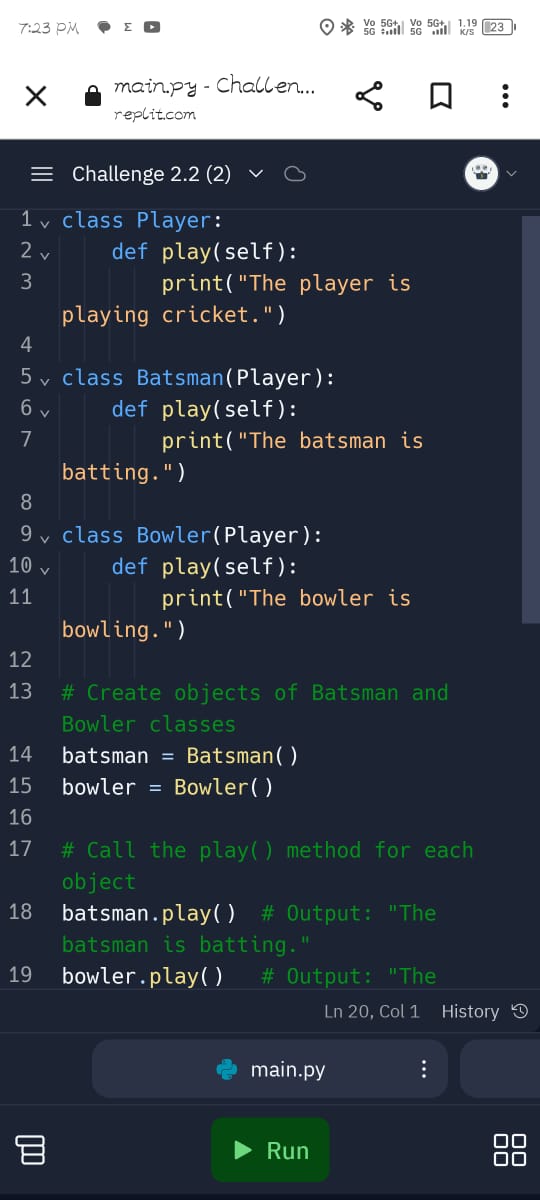 7:23 PM Σ Vo 5G 5G+ Vo 5G 5G+ 1.19 K/S 23
main.py - Challen...
replit.com
Challenge 2.2 (2)
1 class Player:
2 def play(self):
3 print("The player is
playing cricket.")
4
5 class Batsman(Player):
6 def play(self):
7 print("The batsman is
batting.")
8
9 class Bowler(Player):
10 def play(self):
11 print("The bowler is
bowling.")
12
13 # Create objects of Batsman and
Bowler classes
14 batsman = Batsman()
15 bowler = Bowler()
16
17 # Call the play() method for each
object
18 batsman.play() # Output: "The
batsman is batting."
19 bowler.play() # Output: "The
Ln 20, Col 1 History
main.py
Run